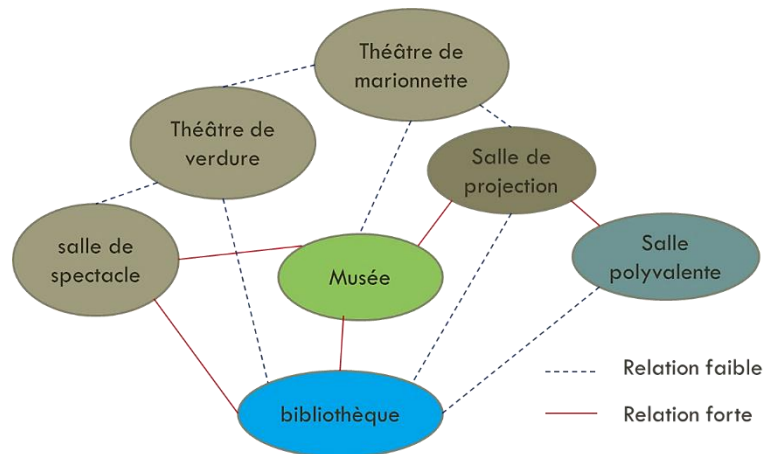 Théâtre de
marionnette
Théâtre de
verdure
Salle de
projection
salle de
spectacle
Musée
Salle
polyvalente
bibliothèque
Relation faible
Relation forte